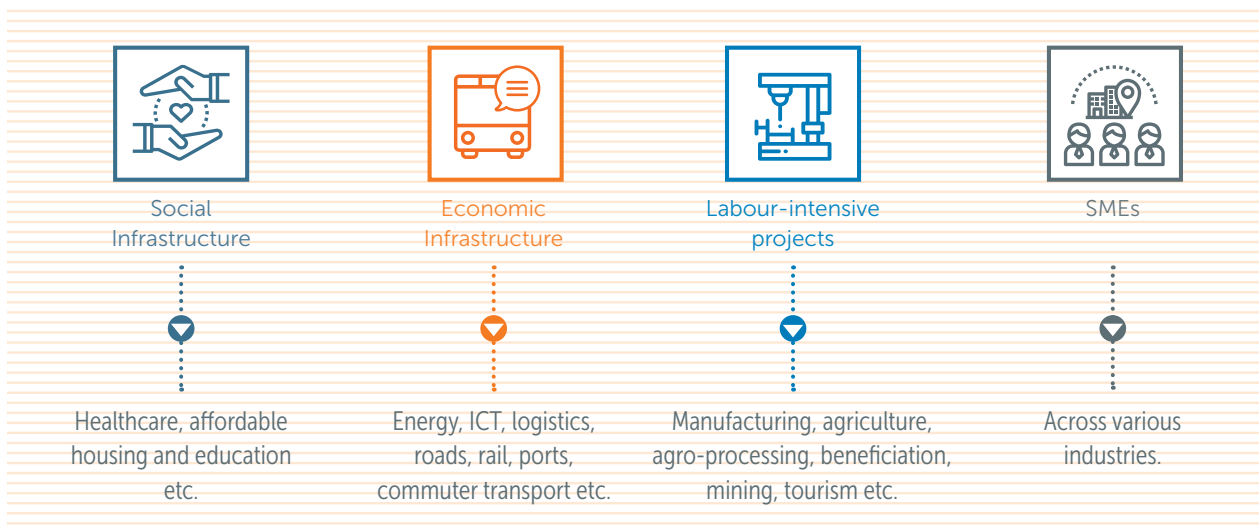 Social
Infrastructure
Economic
Infrastructure
Labour-intensive
projects
SMEs
Healthcare, affordable
housing and education
etc.
Energy, ICT, logistics,
roads, rail, ports,
commuter transport etc.
Manufacturing, agriculture,
agro-processing, beneficiation,
mining, tourism etc.
Across various
industries.